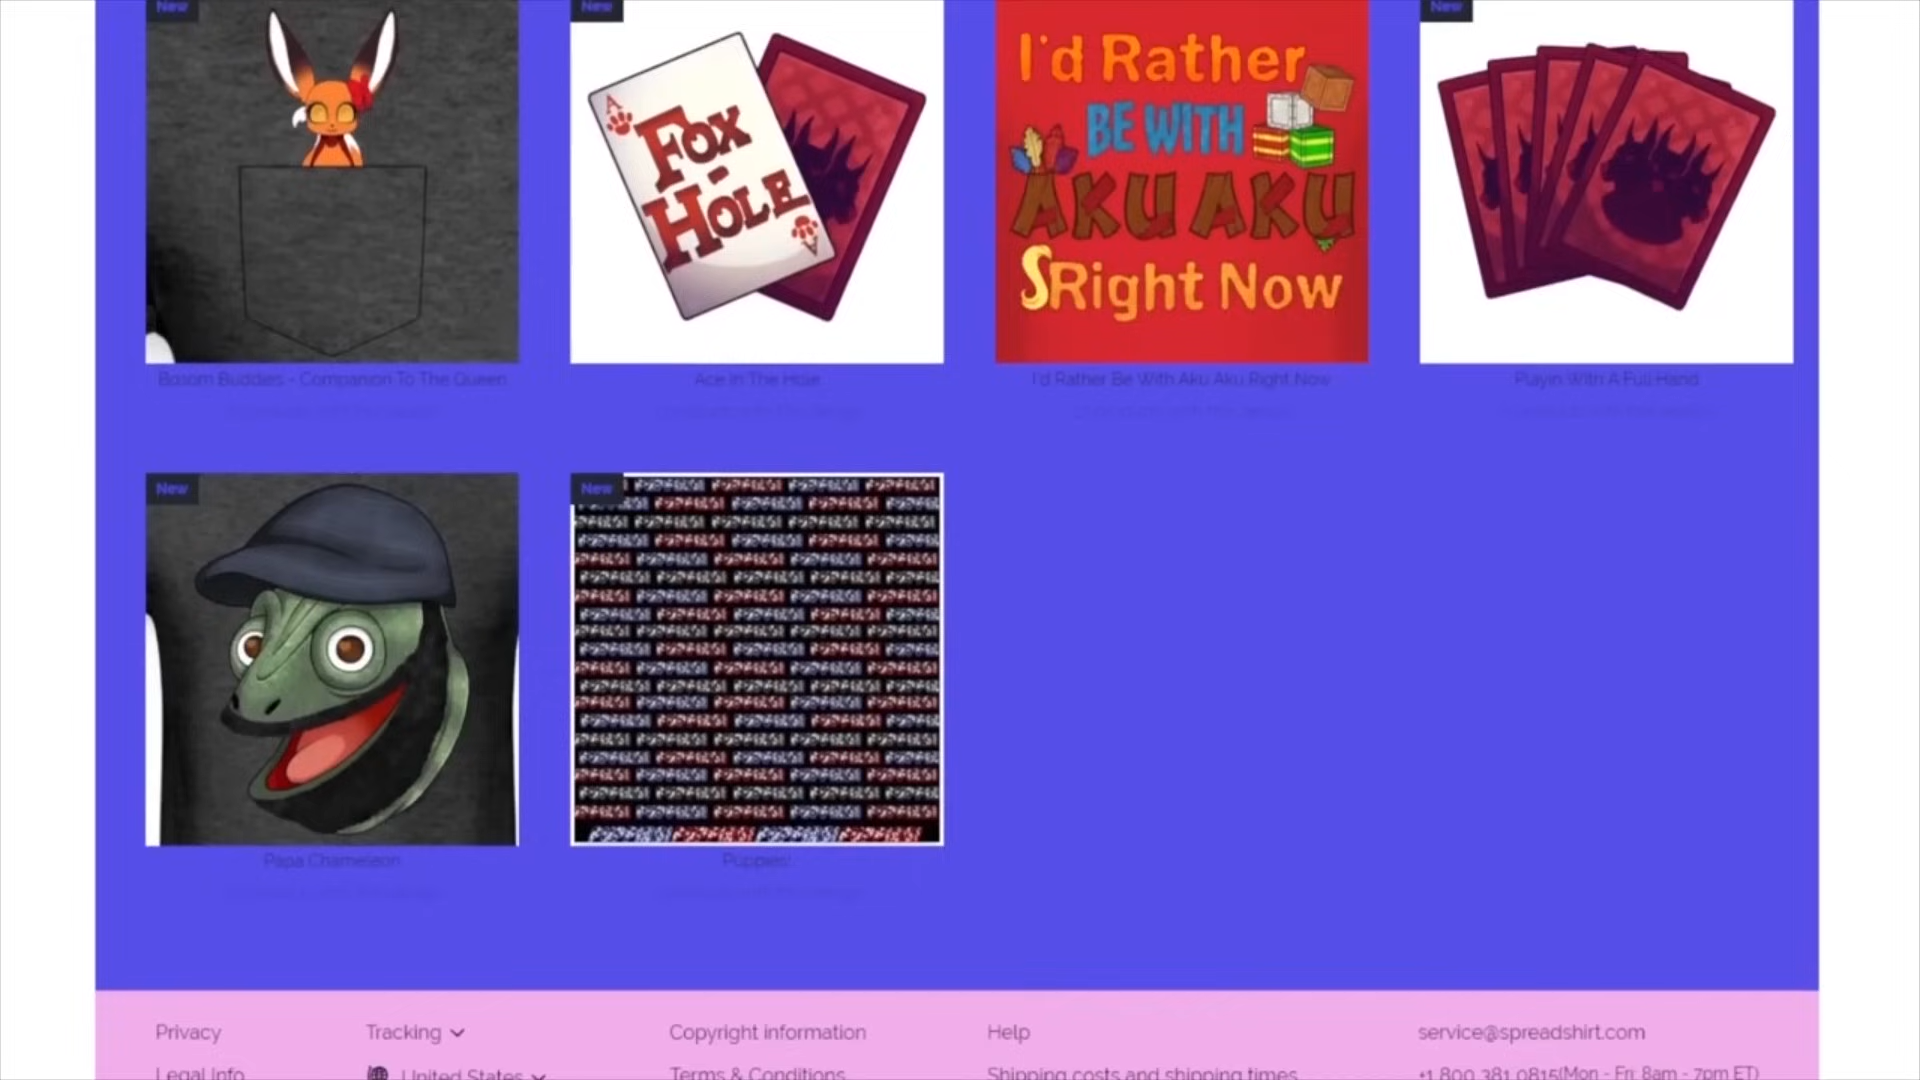 New
New
New
A
Fox
-
Hole
A
I'd Rather
BE WITH
AKU AKU
SRight Now
Bosom Buddies - Companion To The Queen
Ace In The Hole
I'd Rather Be With Aku Aku Right Now
Playin With A Full Hand
New
New
Papa Chameleon
Puppies!
Privacy
Tracking
Copyright information
Help
service@spreadshirt.com
Legal Info
United States
Terms & Conditions
Shipping costs and shipping times
+1 800 381 0815(Mon - Fri: 8am - 7pm ET)